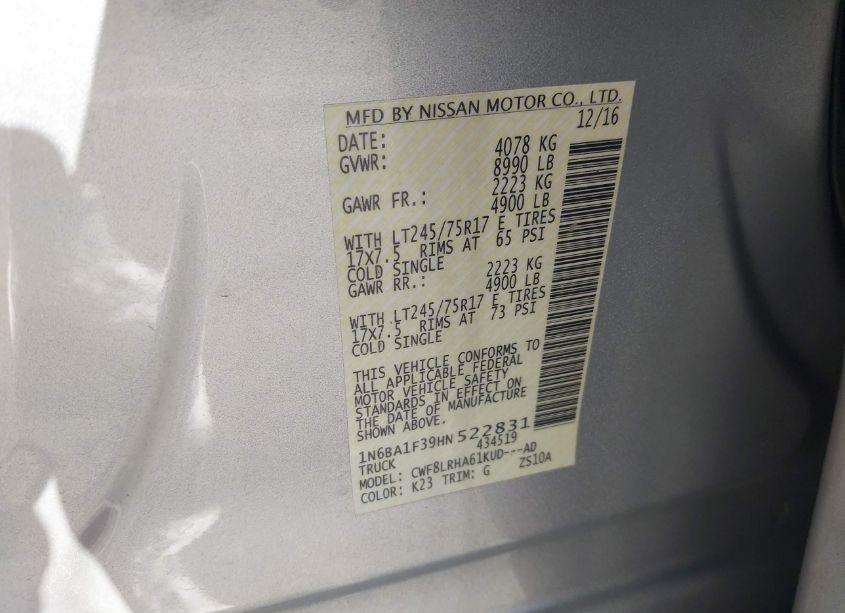 MFD BY NISSAN MOTOR CO., LTD.
DATE: 12/16
GVWR: 4078 KG
8990 LB
GAWR FR.: 2223 KG
4900 LB
WITH LT245/75R17 E TIRES
17X7.5 RIMS AT 65 PSI
COLD SINGLE
GAWR RR.: 2223 KG
4900 LB
WITH LT245/75R17 E TIRES
17X7.5 RIMS AT 73 PSI
COLD SINGLE
THIS VEHICLE CONFORMS TO
ALL APPLICABLE FEDERAL
MOTOR VEHICLE SAFETY
STANDARDS IN EFFECT ON
THE DATE OF MANUFACTURE
SHOWN ABOVE.
1N6BA1F39HN522831
TRUCK 434519
MODEL: CWF8LRHA61KUD---AD
COLOR: K23 TRIM: G ZS10A